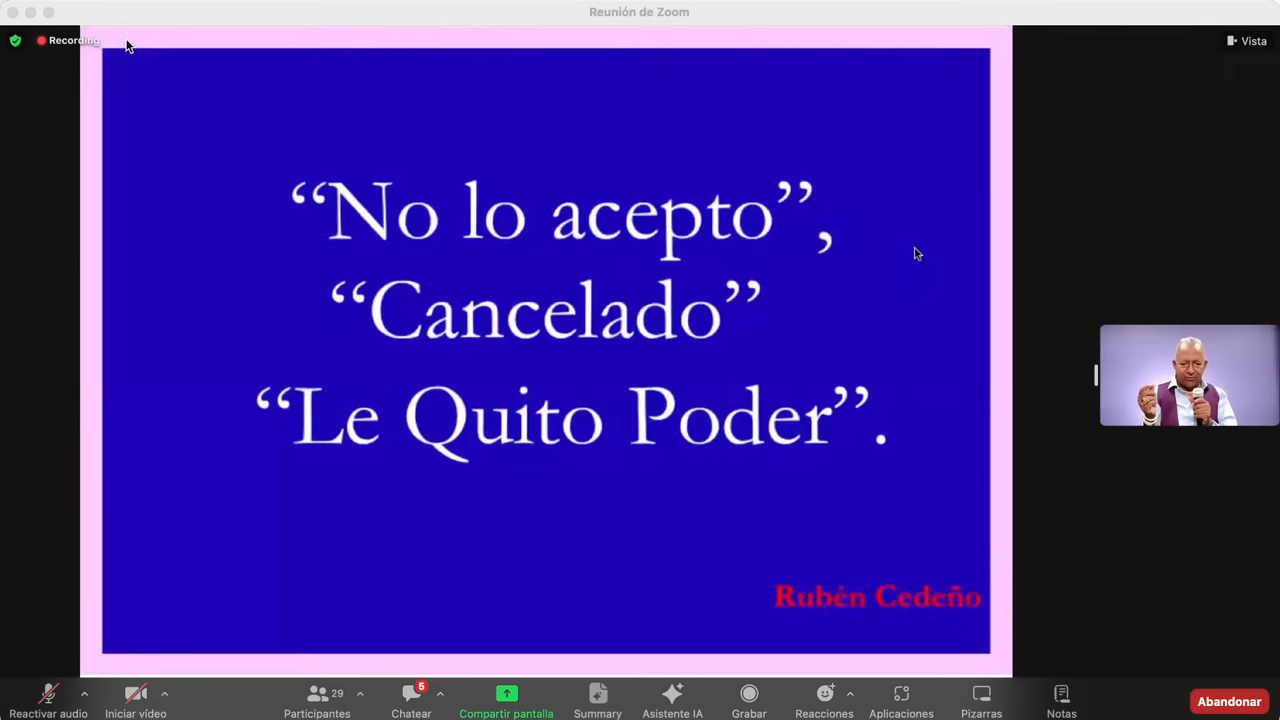 Reunión de Zoom
Recording
Vista
“No lo acepto”,
“Cancelado”
“Le Quito Poder”.
Rubén Cedeño
5
29
Reactivar audio
Iniciar vídeo
Participantes
Chatear
Compartir pantalla
Summary
Asistente IA
Grabar
Reacciones
Aplicaciones
Pizarras
Notas
Abandonar